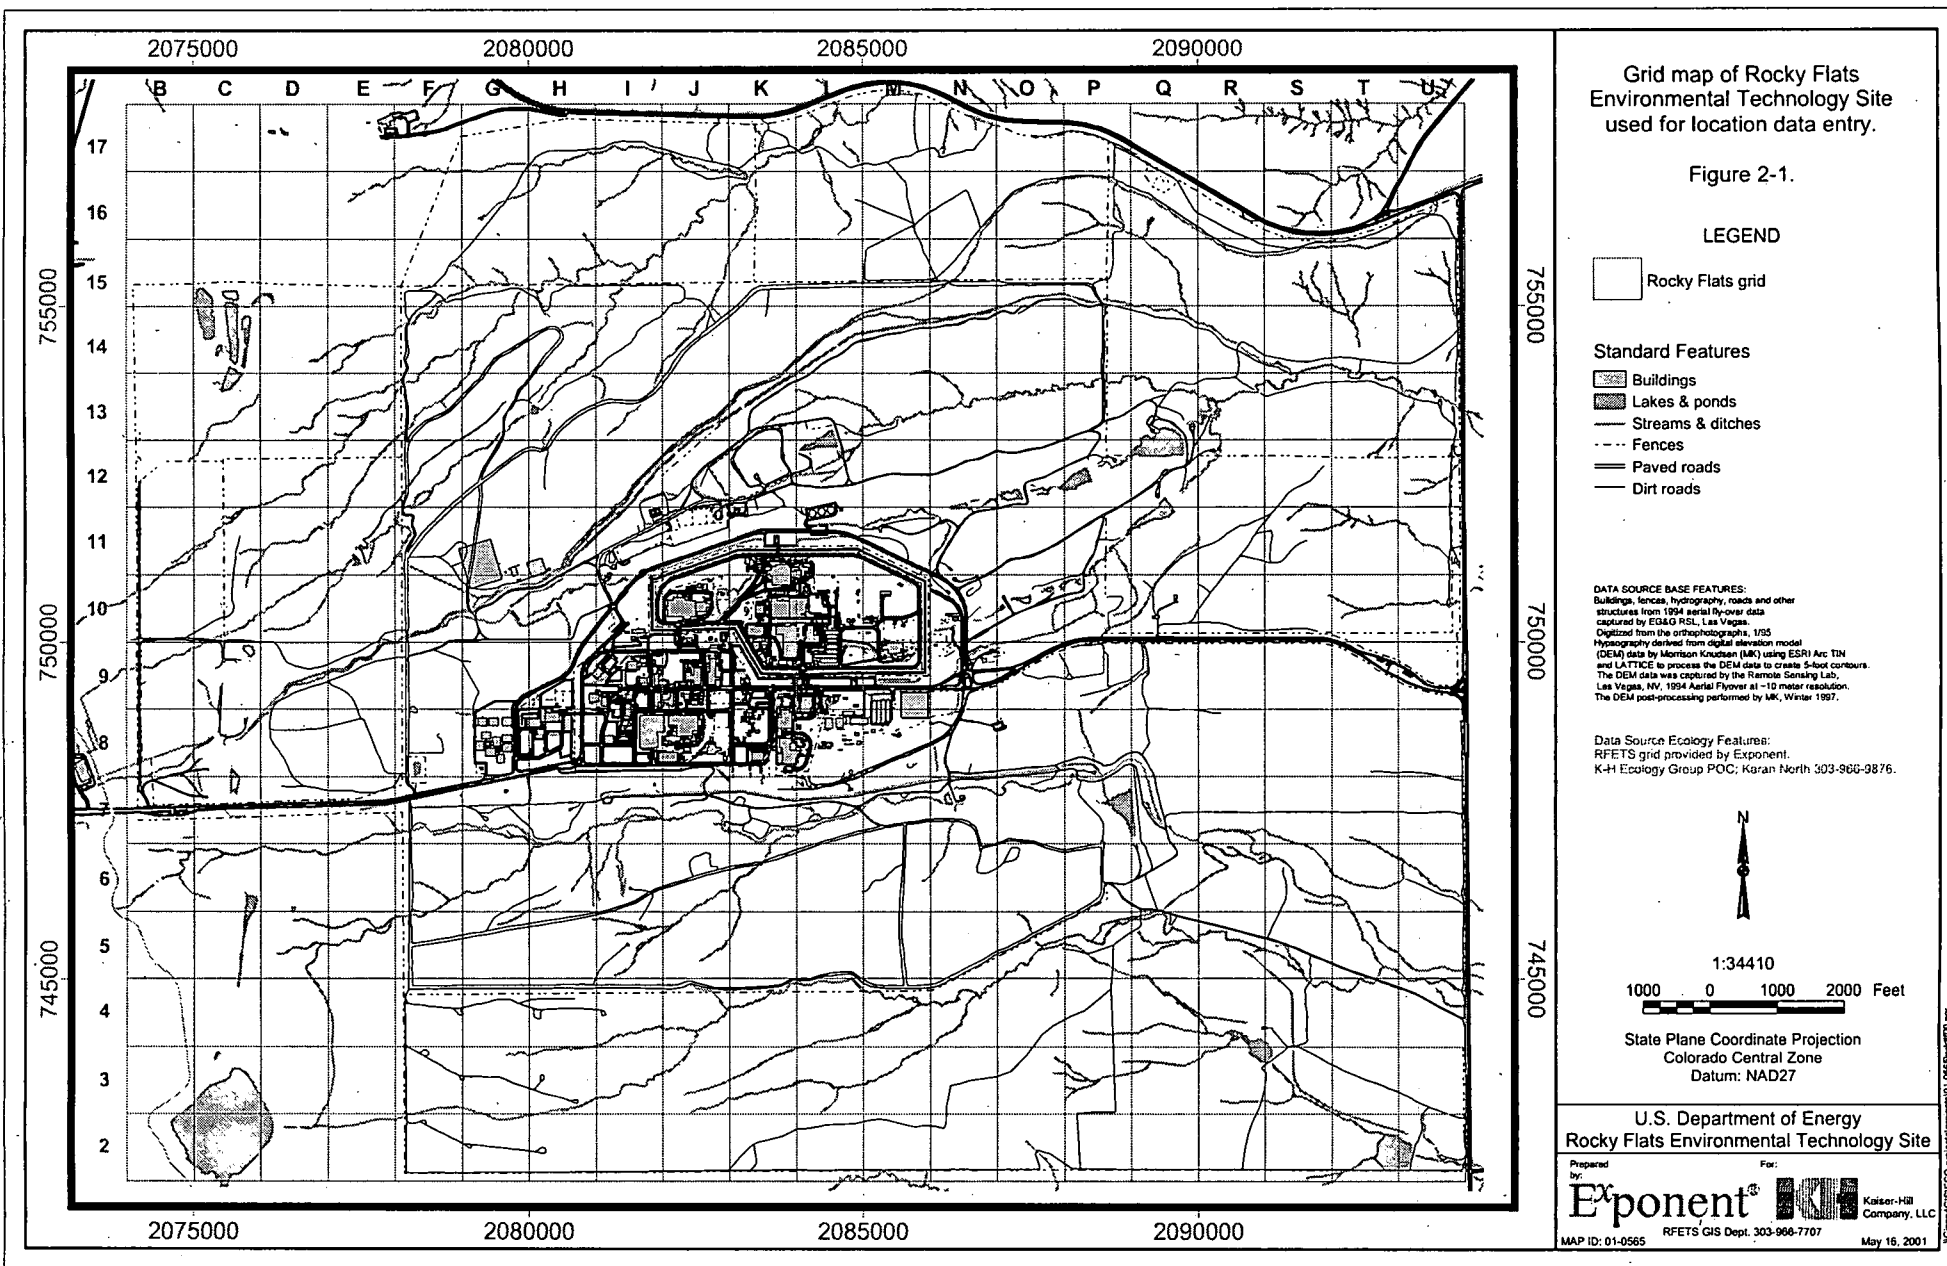 2075000 2080000 2085000 2090000
B C D E F G H I J K L M N O P Q R S T U
17
16
15
14
13
12
11
10
9
8
7
6
5
4
3
2
755000
750000
745000
755000
750000
745000
2075000 2080000 2085000 2090000
Grid map of Rocky Flats
Environmental Technology Site
used for location data entry.
Figure 2-1.
LEGEND
Rocky Flats grid
Standard Features
Buildings
Lakes & ponds
Streams & ditches
Fences
Paved roads
Dirt roads
DATA SOURCE BASE FEATURES:
Buildings, fences, hydrography, roads and other
structures from 1994 aerial fly-over data
captured by EG&G RSL, Las Vegas.
Digitized from the orthophotographs, 1/95
Hypsography derived from digital elevation model
(DEM) data by Morrison Knudsen (MK) using ESRI Arc TIN
and LATTICE to process the DEM data to create 5-foot contours.
The DEM data was captured by the Remote Sensing Lab,
Las Vegas, NV, 1994 Aerial Flyover at ~10 meter resolution.
The DEM post-processing performed by MK, Winter 1997.
Data Source Ecology Features:
RFETS grid provided by Exponent.
K-H Ecology Group POC: Karan North 303-966-9876.
N
1:34410
1000 0 1000 2000 Feet
State Plane Coordinate Projection
Colorado Central Zone
Datum: NAD27
U.S. Department of Energy
Rocky Flats Environmental Technology Site
Prepared
by:
For:
Exponent®
KH
Kaiser-Hill
Company, LLC
RFETS GIS Dept. 303-966-7707
MAP ID: 01-0565
May 16, 2001